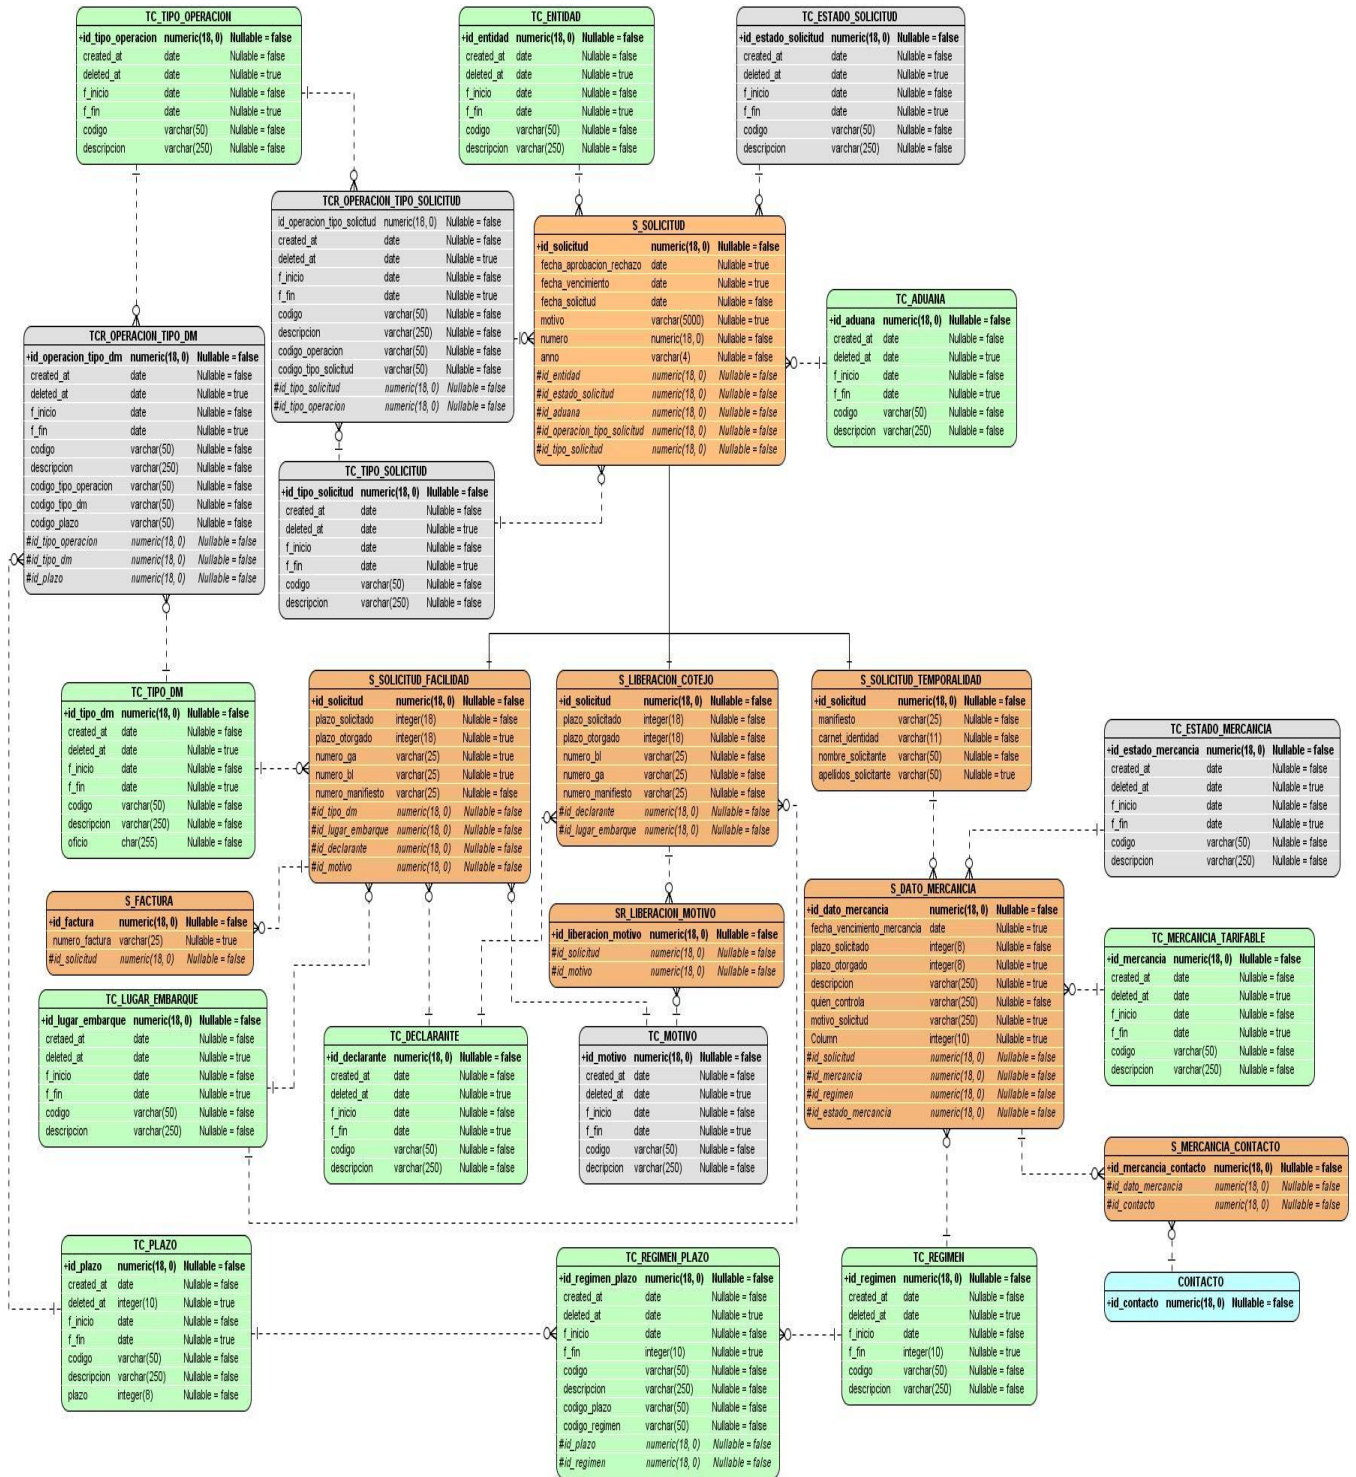 TC_TIPO_OPERACION
+id_tipo_operacion numeric(18, 0) Nullable = false
created_at date Nullable = false
deleted_at date Nullable = true
f_inicio date Nullable = false
f_fin date Nullable = true
codigo varchar(50) Nullable = false
descripcion varchar(250) Nullable = false
TC_ENTIDAD
+id_entidad numeric(18, 0) Nullable = false
created_at date Nullable = false
deleted_at date Nullable = true
f_inicio date Nullable = false
f_fin date Nullable = true
codigo varchar(50) Nullable = false
descripcion varchar(250) Nullable = false
TC_ESTADO_SOLICITUD
+id_estado_solicitud numeric(18, 0) Nullable = false
created_at date Nullable = false
deleted_at date Nullable = true
f_inicio date Nullable = false
f_fin date Nullable = true
codigo varchar(50) Nullable = false
descripcion varchar(250) Nullable = false
TCR_OPERACION_TIPO_SOLICITUD
id_operacion_tipo_solicitud numeric(18, 0) Nullable = false
created_at date Nullable = false
deleted_at date Nullable = true
f_inicio date Nullable = false
f_fin date Nullable = true
codigo varchar(50) Nullable = false
descripcion varchar(250) Nullable = false
codigo_operacion varchar(50) Nullable = false
codigo_tipo_solicitud varchar(50) Nullable = false
#id_tipo_solicitud numeric(18, 0) Nullable = false
#id_tipo_operacion numeric(18, 0) Nullable = false
S_SOLICITUD
+id_solicitud numeric(18, 0) Nullable = false
fecha_aprobacion_rechazo date Nullable = true
fecha_vencimiento date Nullable = true
fecha_solicitud date Nullable = false
motivo varchar(5000) Nullable = true
numero numeric(18, 0) Nullable = false
anno varchar(4) Nullable = false
#id_entidad numeric(18, 0) Nullable = false
#id_estado_solicitud numeric(18, 0) Nullable = false
#id_aduana numeric(18, 0) Nullable = false
#id_operacion_tipo_solicitud numeric(18, 0) Nullable = false
#id_tipo_solicitud numeric(18, 0) Nullable = false
TC_ADUANA
+id_aduana numeric(18, 0) Nullable = false
created_at date Nullable = false
deleted_at date Nullable = true
f_inicio date Nullable = false
f_fin date Nullable = true
codigo varchar(50) Nullable = false
descripcion varchar(250) Nullable = false
TCR_OPERACION_TIPO_DM
+id_operacion_tipo_dm numeric(18, 0) Nullable = false
created_at date Nullable = false
deleted_at date Nullable = true
f_inicio date Nullable = false
f_fin date Nullable = true
codigo varchar(50) Nullable = false
descripcion varchar(250) Nullable = false
codigo_tipo_operacion varchar(50) Nullable = false
codigo_tipo_dm varchar(50) Nullable = false
codigo_plazo varchar(50) Nullable = false
#id_tipo_operacion numeric(18, 0) Nullable = false
#id_tipo_dm numeric(18, 0) Nullable = false
#id_plazo numeric(18, 0) Nullable = false
TC_TIPO_SOLICITUD
+id_tipo_solicitud numeric(18, 0) Nullable = false
created_at date Nullable = false
deleted_at date Nullable = true
f_inicio date Nullable = false
f_fin date Nullable = true
codigo varchar(50) Nullable = false
descripcion varchar(250) Nullable = false
TC_TIPO_DM
+id_tipo_dm numeric(18, 0) Nullable = false
created_at date Nullable = false
deleted_at date Nullable = true
f_inicio date Nullable = false
f_fin date Nullable = true
codigo varchar(50) Nullable = false
descripcion varchar(250) Nullable = false
oficio char(255) Nullable = false
S_SOLICITUD_FACILIDAD
+id_solicitud numeric(18, 0) Nullable = false
plazo_solicitado integer(18) Nullable = false
plazo_otorgado integer(18) Nullable = true
numero_ga varchar(25) Nullable = true
numero_bl varchar(25) Nullable = true
numero_manifiesto varchar(25) Nullable = false
#id_tipo_dm numeric(18, 0) Nullable = false
#id_lugar_embarque numeric(18, 0) Nullable = false
#id_declarante numeric(18, 0) Nullable = false
#id_motivo numeric(18, 0) Nullable = false
S_LIBERACION_COTEJO
+id_solicitud numeric(18, 0) Nullable = false
plazo_solicitado integer(18) Nullable = false
plazo_otorgado integer(18) Nullable = false
numero_bl varchar(25) Nullable = false
numero_ga varchar(25) Nullable = false
numero_manifiesto varchar(25) Nullable = false
#id_declarante numeric(18, 0) Nullable = false
#id_lugar_embarque numeric(18, 0) Nullable = false
S_SOLICITUD_TEMPORALIDAD
+id_solicitud numeric(18, 0) Nullable = false
manifiesto varchar(25) Nullable = false
carnet_identidad varchar(11) Nullable = false
nombre_solicitante varchar(50) Nullable = false
apellidos_solicitante varchar(50) Nullable = true
TC_ESTADO_MERCANCIA
+id_estado_mercancia numeric(18, 0) Nullable = false
created_at date Nullable = false
deleted_at date Nullable = true
f_inicio date Nullable = false
f_fin date Nullable = true
codigo varchar(50) Nullable = false
descripcion varchar(250) Nullable = false
S_FACTURA
+id_factura numeric(18, 0) Nullable = false
numero_factura varchar(25) Nullable = true
#id_solicitud numeric(18, 0) Nullable = false
SR_LIBERACION_MOTIVO
+id_liberacion_motivo numeric(18, 0) Nullable = false
#id_solicitud numeric(18, 0) Nullable = false
#id_motivo numeric(18, 0) Nullable = false
S_DATO_MERCANCIA
+id_dato_mercancia numeric(18, 0) Nullable = false
fecha_vencimiento_mercancia date Nullable = true
plazo_solicitado integer(8) Nullable = false
plazo_otorgado integer(8) Nullable = true
descripcion varchar(250) Nullable = true
quien_controla varchar(250) Nullable = false
motivo_solicitud varchar(250) Nullable = true
Column integer(10) Nullable = true
#id_solicitud numeric(18, 0) Nullable = false
#id_mercancia numeric(18, 0) Nullable = false
#id_regimen numeric(18, 0) Nullable = false
#id_estado_mercancia numeric(18, 0) Nullable = false
TC_MERCANCIA_TARIFABLE
+id_mercancia numeric(18, 0) Nullable = false
created_at date Nullable = false
deleted_at date Nullable = true
f_inicio date Nullable = false
f_fin date Nullable = true
codigo varchar(50) Nullable = false
descripcion varchar(250) Nullable = false
TC_LUGAR_EMBARQUE
+id_lugar_embarque numeric(18, 0) Nullable = false
cretaed_at date Nullable = false
deleted_at date Nullable = true
f_inicio date Nullable = false
f_fin date Nullable = true
codigo varchar(50) Nullable = false
descripcion varchar(250) Nullable = false
TC_DECLARANTE
+id_declarante numeric(18, 0) Nullable = false
created_at date Nullable = false
deleted_at date Nullable = true
f_inicio date Nullable = false
f_fin date Nullable = true
codigo varchar(50) Nullable = false
descripcion varchar(250) Nullable = false
TC_MOTIVO
+id_motivo numeric(18, 0) Nullable = false
created_at date Nullable = false
deleted_at date Nullable = true
f_inicio date Nullable = false
f_fin date Nullable = true
codigo varchar(50) Nullable = false
decripcion varchar(250) Nullable = false
S_MERCANCIA_CONTACTO
+id_mercancia_contacto numeric(18, 0) Nullable = false
#id_dato_mercancia numeric(18, 0) Nullable = false
#id_contacto numeric(18, 0) Nullable = false
TC_PLAZO
+id_plazo numeric(18, 0) Nullable = false
created_at date Nullable = false
deleted_at integer(10) Nullable = true
f_inicio date Nullable = false
f_fin date Nullable = true
codigo varchar(50) Nullable = false
descripcion varchar(250) Nullable = false
plazo integer(8) Nullable = false
TC_REGIMEN_PLAZO
+id_regimen_plazo numeric(18, 0) Nullable = false
created_at date Nullable = false
deleted_at date Nullable = true
f_inicio date Nullable = false
f_fin integer(10) Nullable = true
codigo varchar(50) Nullable = false
descripcion varchar(250) Nullable = false
codigo_plazo varchar(50) Nullable = false
codigo_regimen varchar(50) Nullable = false
#id_plazo numeric(18, 0) Nullable = false
#id_regimen numeric(18, 0) Nullable = false
TC_REGIMEN
+id_regimen numeric(18, 0) Nullable = false
created_at date Nullable = false
deleted_at date Nullable = true
f_inicio date Nullable = false
f_fin integer(10) Nullable = true
codigo varchar(50) Nullable = false
descripcion varchar(250) Nullable = false
CONTACTO
+id_contacto numeric(18, 0) Nullable = false